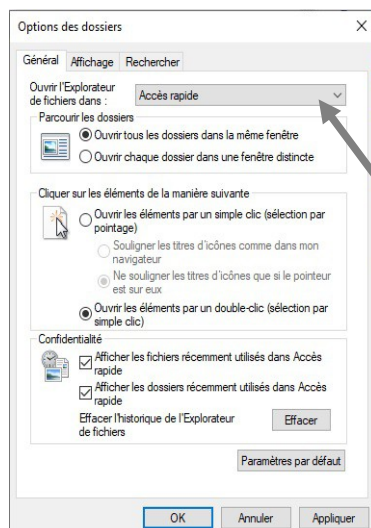 Options des dossiers
Général Affichage Rechercher
Ouvrir l'Explorateur
de fichiers dans :
Accès rapide
Parcourir les dossiers
Ouvrir tous les dossiers dans la même fenêtre
Ouvrir chaque dossier dans une fenêtre distincte
Cliquer sur les éléments de la manière suivante
Ouvrir les éléments par un simple clic (sélection par
pointage)
Souligner les titres d'icônes comme dans mon
navigateur
Ne souligner les titres d'icônes que si le pointeur
est sur eux
Ouvrir les éléments par un double-clic (sélection par
simple clic)
Confidentialité
Afficher les fichiers récemment utilisés dans Accès
rapide
Afficher les dossiers récemment utilisés dans Accès
rapide
Effacer l'historique de l'Explorateur
de fichiers
Effacer
Paramètres par défaut
OK Annuler Appliquer